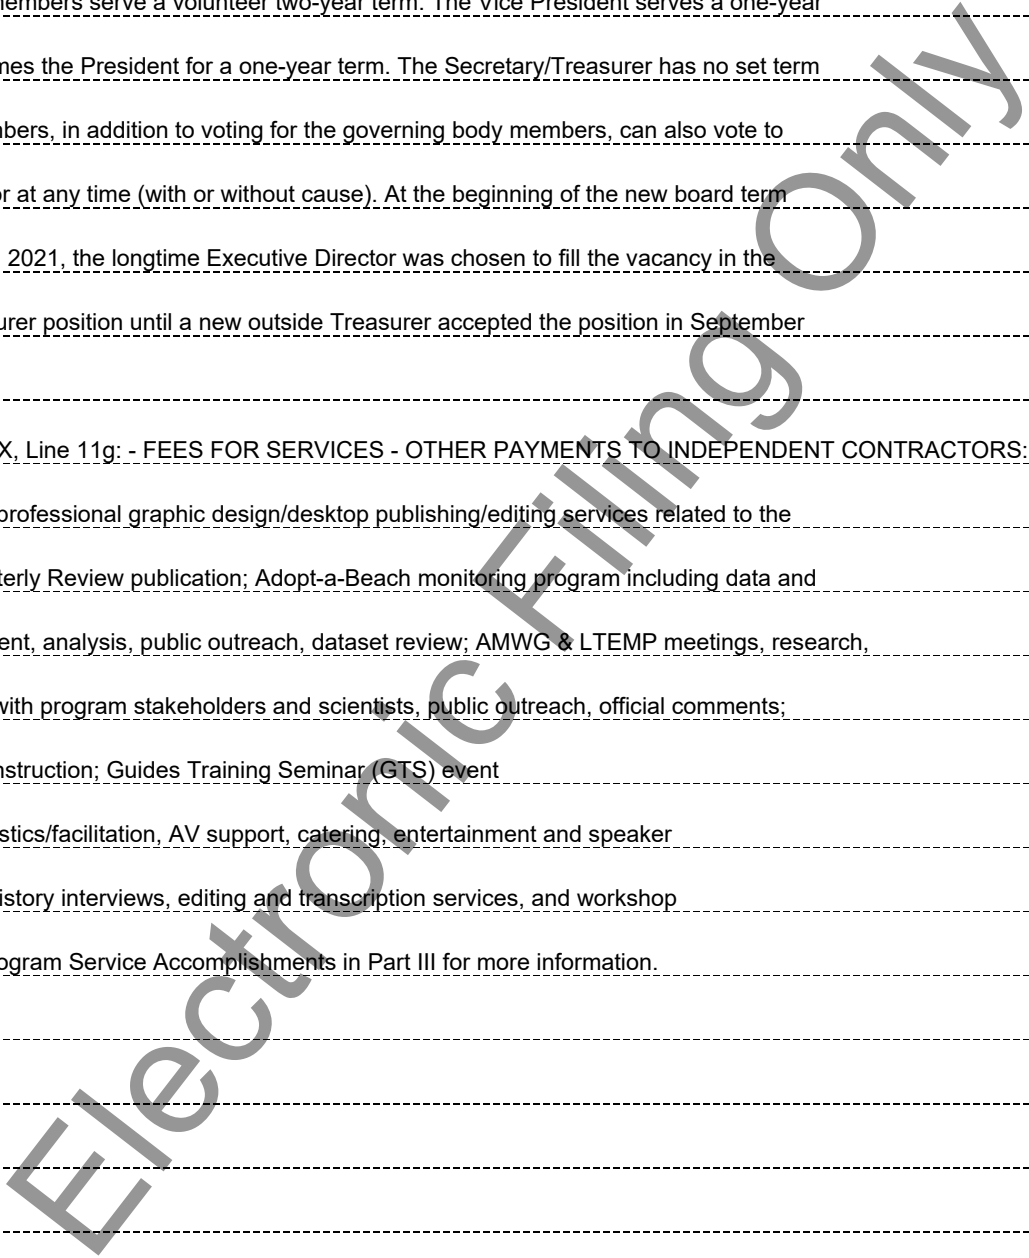 members serve a volunteer two-year term. The Vice President serves a one-year
mes the President for a one-year term. The Secretary/Treasurer has no set term
bers, in addition to voting for the governing body members, can also vote to
r at any time (with or without cause). At the beginning of the new board term
2021, the longtime Executive Director was chosen to fill the vacancy in the
urer position until a new outside Treasurer accepted the position in September
X, Line 11g: - FEES FOR SERVICES - OTHER PAYMENTS TO INDEPENDENT CONTRACTORS:
professional graphic design/desktop publishing/editing services related to the
terly Review publication; Adopt-a-Beach monitoring program including data and
ent, analysis, public outreach, dataset review; AMWG & LTEMP meetings, research,
with program stakeholders and scientists, public outreach, official comments;
nstruction; Guides Training Seminar (GTS) event
stics/facilitation, AV support, catering, entertainment and speaker
istory interviews, editing and transcription services, and workshop
ogram Service Accomplishments in Part III for more information.
Electronic Filing Only